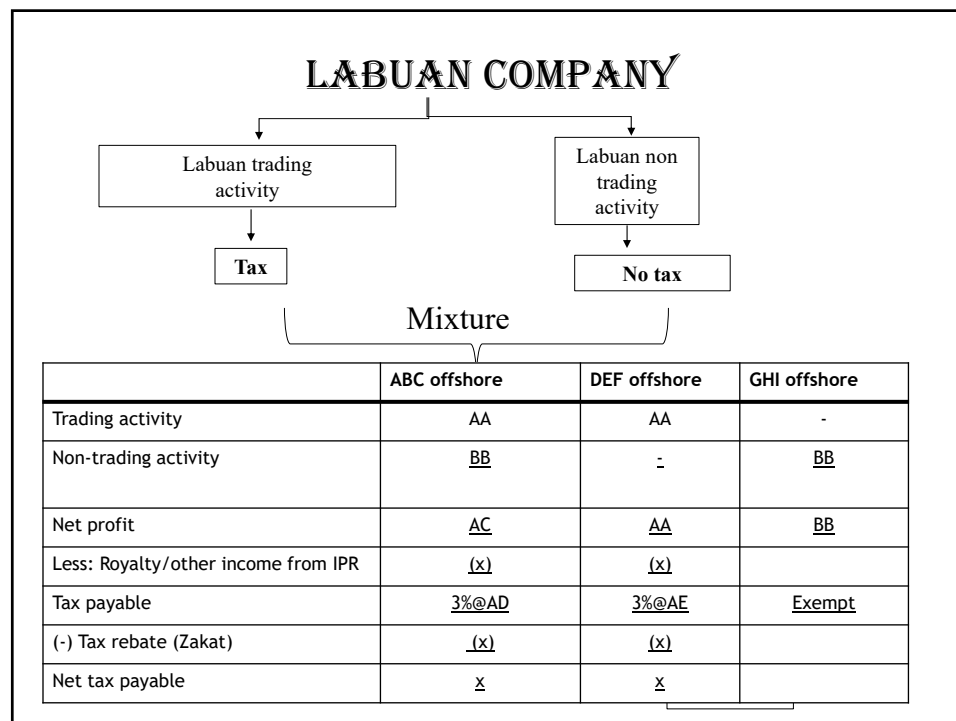 LABUAN COMPANY
Labuan trading
activity
Labuan non
trading
activity
Tax
No tax
Mixture
ABC offshore DEF offshore GHI offshore
Trading activity AA AA -
Non-trading activity BB - BB
Net profit AC AA BB
Less: Royalty/other income from IPR (x) (x)
Tax payable 3%@AD 3%@AE Exempt
(-) Tax rebate (Zakat) (x) (x)
Net tax payable x x